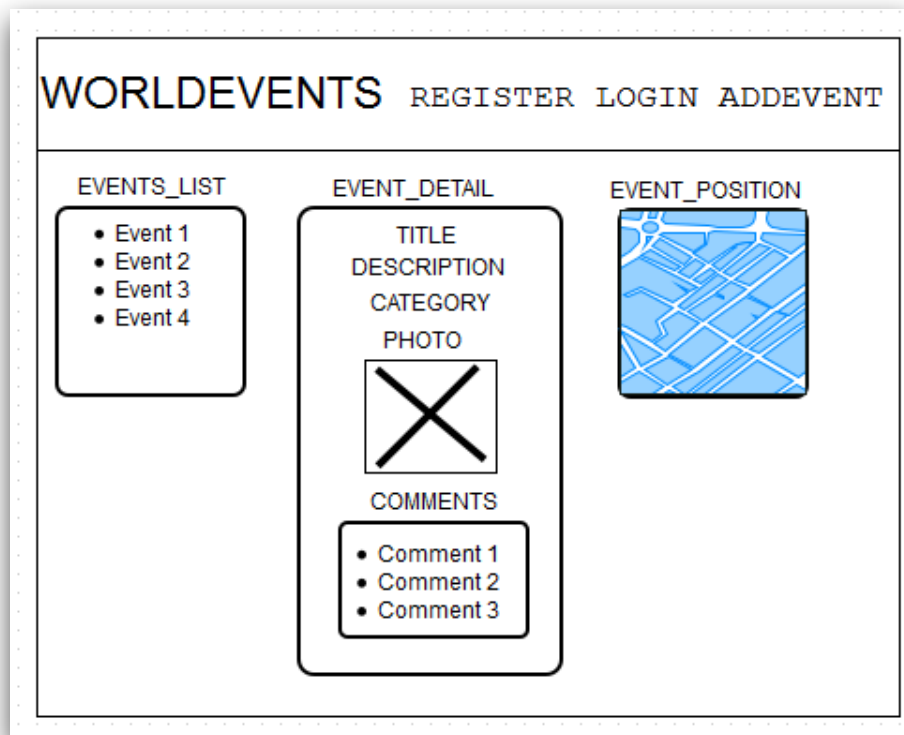 WORLDEVENTS REGISTER LOGIN ADDEVENT
EVENTS_LIST
Event 1
Event 2
Event 3
Event 4
EVENT_DETAIL
TITLE
DESCRIPTION
CATEGORY
PHOTO
COMMENTS
Comment 1
Comment 2
Comment 3
EVENT_POSITION